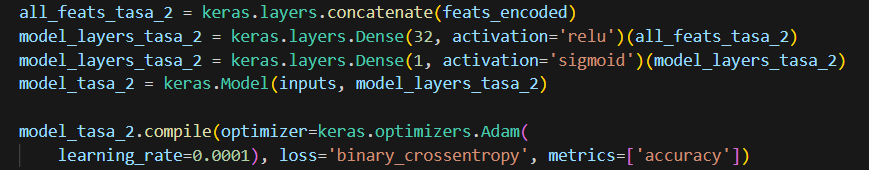 all_feats_tasa_2 = keras.layers.concatenate(feats_encoded)
model_layers_tasa_2 = keras.layers.Dense(32, activation='relu')(all_feats_tasa_2)
model_layers_tasa_2 = keras.layers.Dense(1, activation='sigmoid')(model_layers_tasa_2)
model_tasa_2 = keras.Model(inputs, model_layers_tasa_2)

model_tasa_2.compile(optimizer=keras.optimizers.Adam(
    learning_rate=0.0001), loss='binary_crossentropy', metrics=['accuracy'])